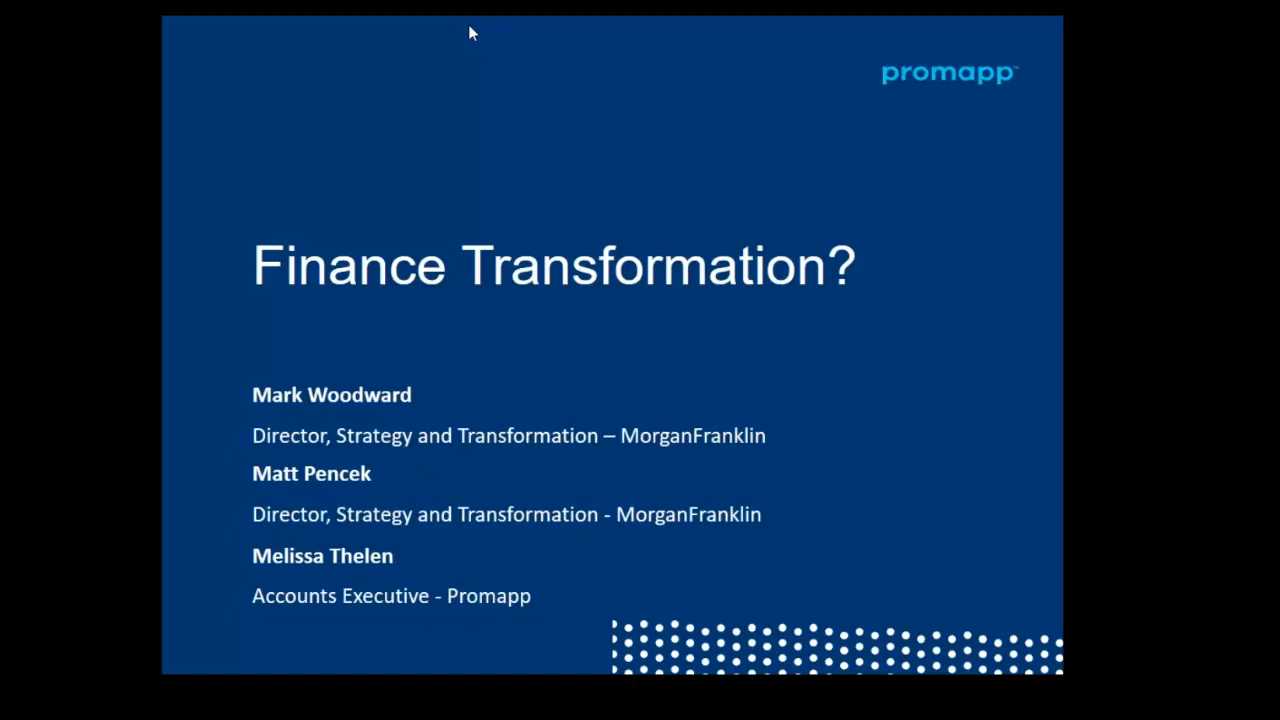 promapp™
Finance Transformation?
Mark Woodward
Director, Strategy and Transformation – MorganFranklin
Matt Pencek
Director, Strategy and Transformation - MorganFranklin
Melissa Thelen
Accounts Executive - Promapp